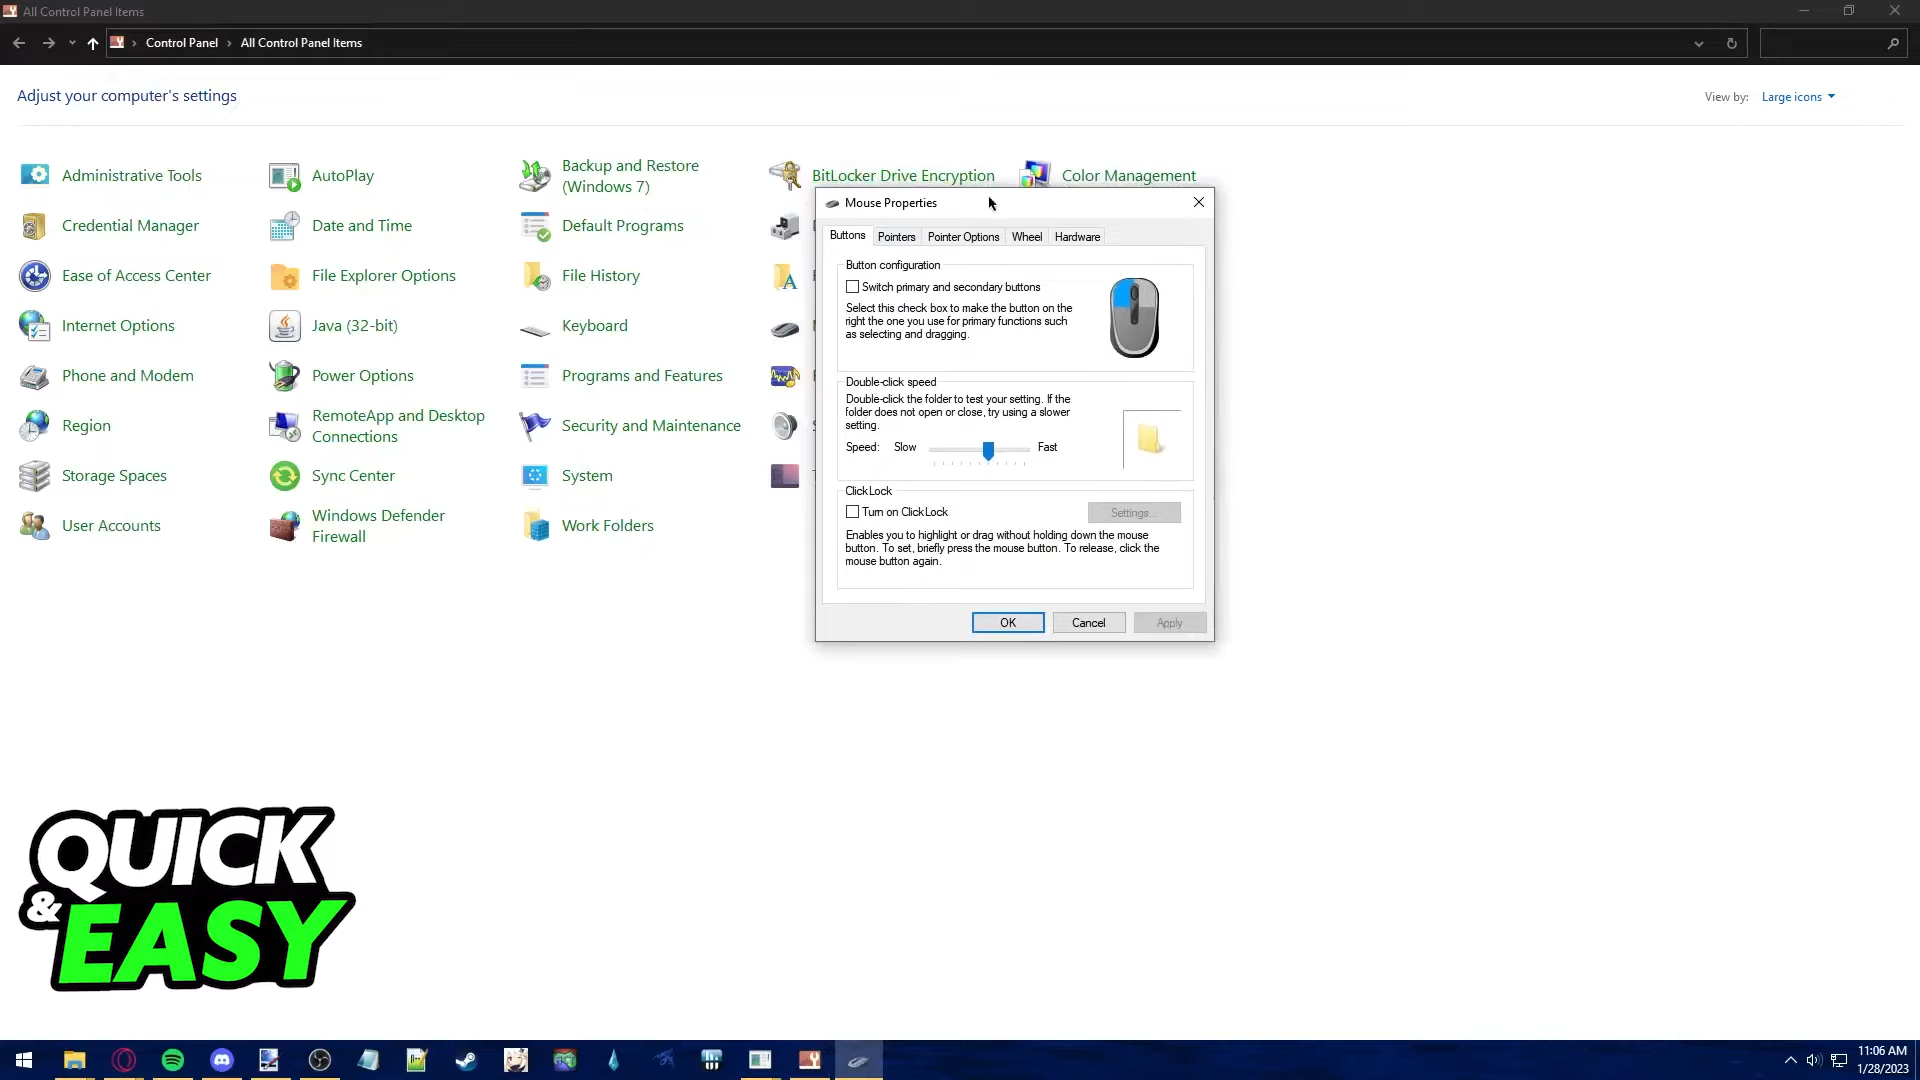 All Control Panel Items
Control Panel
All Control Panel Items
Adjust your computer's settings
View by:
Large icons
Administrative Tools
AutoPlay
Backup and Restore
(Windows 7)
BitLocker Drive Encryption
Color Management
Credential Manager
Date and Time
Default Programs
Ease of Access Center
File Explorer Options
File History
Internet Options
Java (32-bit)
Keyboard
Phone and Modem
Power Options
Programs and Features
Region
RemoteApp and Desktop
Connections
Security and Maintenance
Storage Spaces
Sync Center
System
User Accounts
Windows Defender
Firewall
Work Folders
Mouse Properties
Buttons
Pointers
Pointer Options
Wheel
Hardware
Button configuration
Switch primary and secondary buttons
Select this check box to make the button on the
right the one you use for primary functions such
as selecting and dragging.
Double-click speed
Double-click the folder to test your setting. If the
folder does not open or close, try using a slower
setting.
Speed:
Slow
Fast
ClickLock
Turn on ClickLock
Settings...
Enables you to highlight or drag without holding down the mouse
button. To set, briefly press the mouse button. To release, click the
mouse button again.
OK
Cancel
Apply
QUICK
&
EASY
11:06 AM
1/28/2023